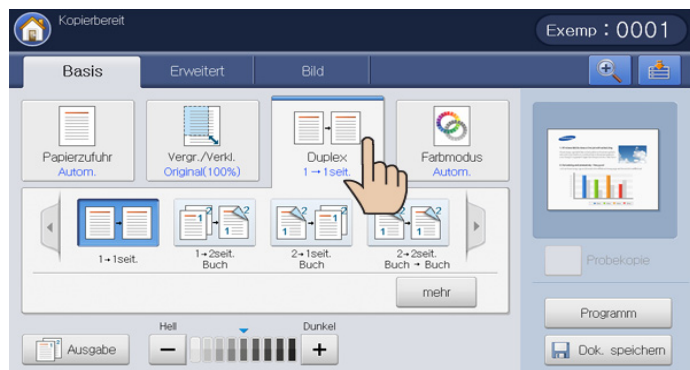 Kopierbereit
Exemp : 0001
Basis
Erweitert
Bild
Papierzufuhr
Autom.
Vergr./Verkl.
Original(100%)
Duplex
1 → 1seit.
Farbmodus
Autom.
1→1seit.
1→2seit.
Buch
2→1seit.
Buch
2→2seit.
Buch → Buch
mehr
Probekopie
Programm
Ausgabe
Hell
Dunkel
Dok. speichern